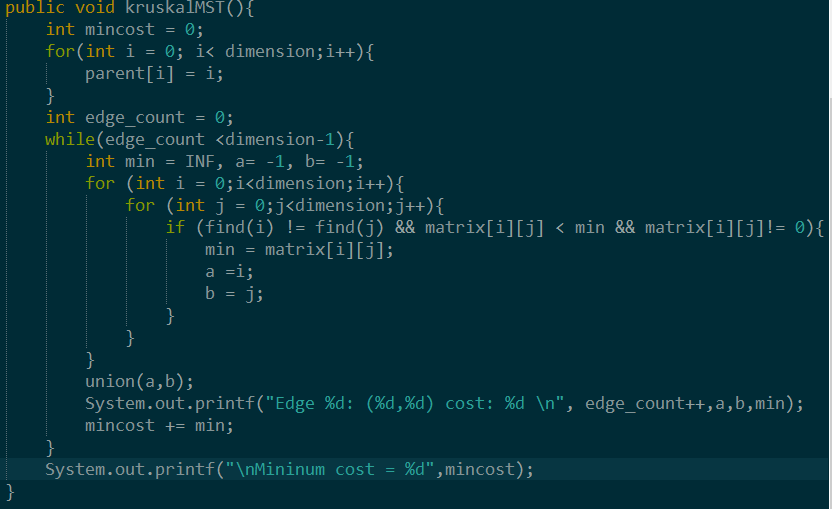 public void kruskalMST(){
    int mincost = 0;
    for(int i = 0; i< dimension;i++){
        parent[i] = i;
    }
    int edge_count = 0;
    while(edge_count <dimension-1){
        int min = INF, a= -1, b= -1;
        for (int i = 0;i<dimension;i++){
            for (int j = 0;j<dimension;j++){
                if (find(i) != find(j) && matrix[i][j] < min && matrix[i][j]!= 0){
                    min = matrix[i][j];
                    a =i;
                    b = j;
                }
            }
        }
        union(a,b);
        System.out.printf("Edge %d: (%d,%d) cost: %d \n", edge_count++,a,b,min);
        mincost += min;
    }
    System.out.printf("\nMininum cost = %d",mincost);
}